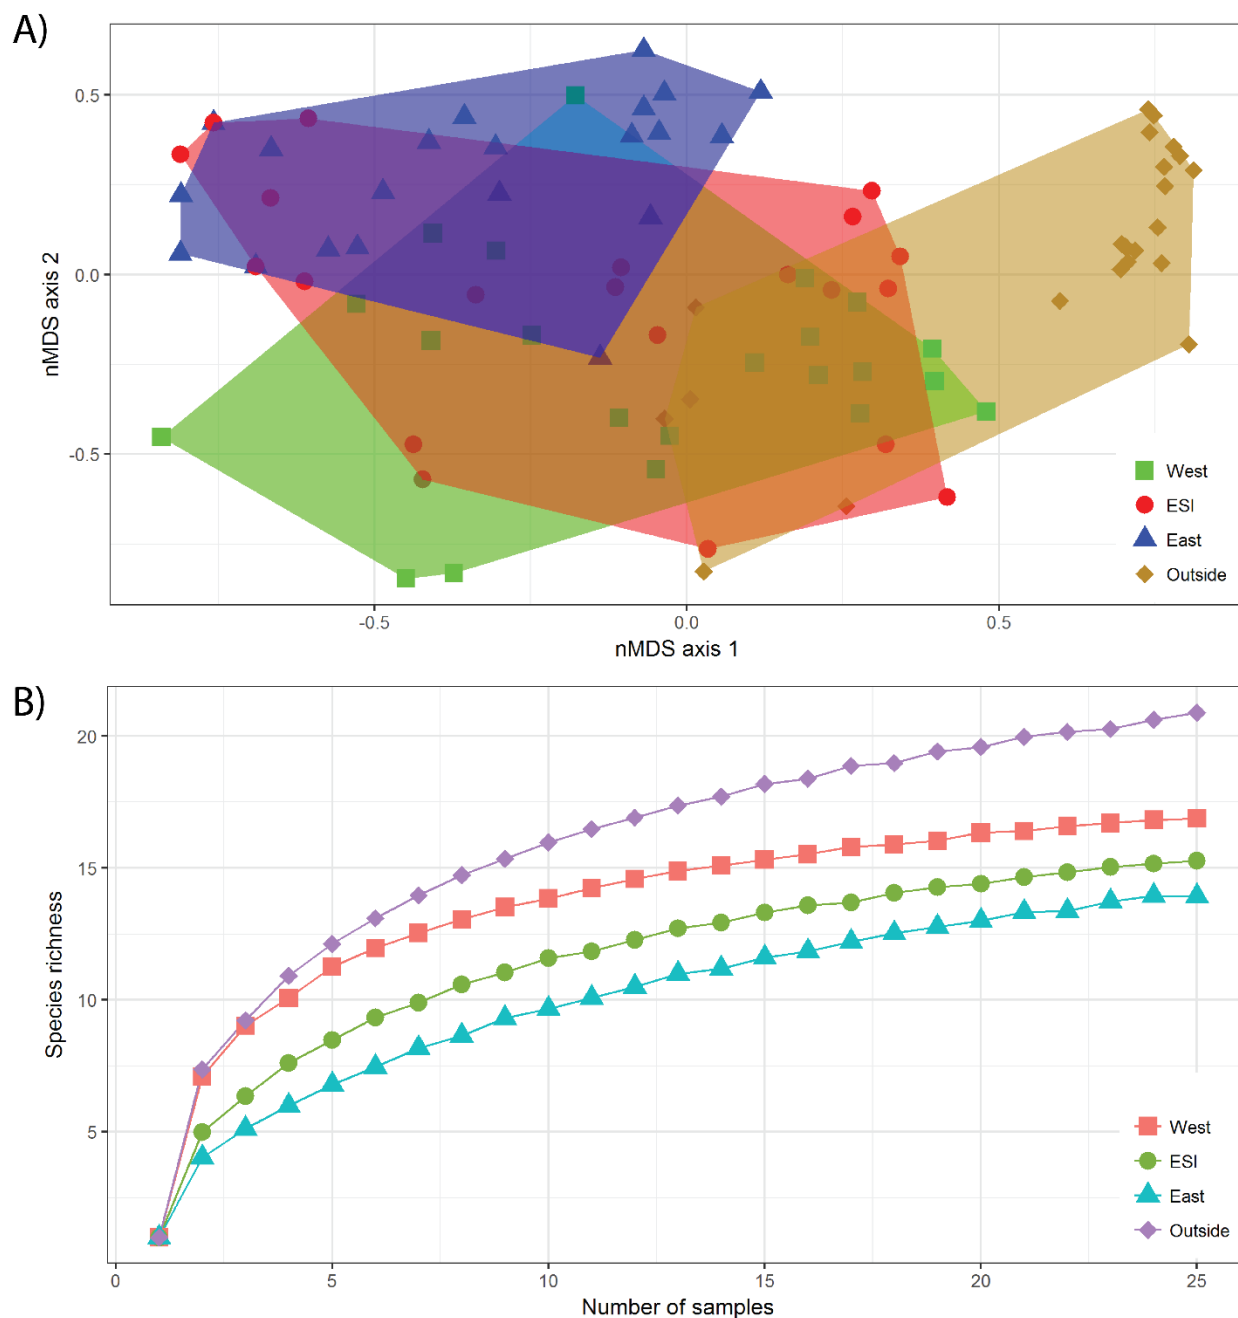 A)
0.5
0.0
-0.5
nMDS axis 2
West
ESI
East
Outside
-0.5
0.0
0.5
nMDS axis 1
B)
20
15
10
5
Species richness
West
ESI
East
Outside
0
5
10
15
20
25
Number of samples